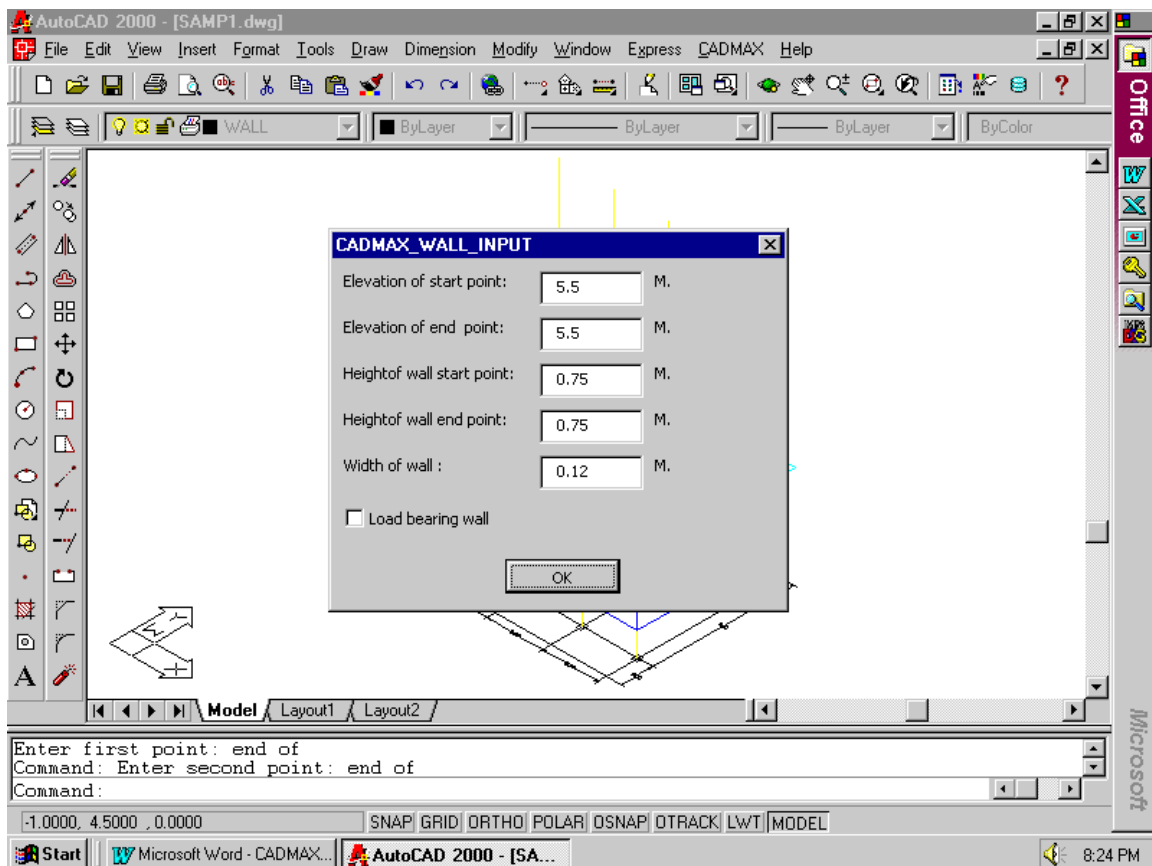 AutoCAD 2000 - [SAMP1.dwg]
File Edit View Insert Format Tools Draw Dimension Modify Window Express CADMAX Help
Office
WALL ByLayer ByLayer ByLayer ByColor
CADMAX_WALL_INPUT
Elevation of start point: 5.5 M.
Elevation of end point: 5.5 M.
Heightof wall start point: 0.75 M.
Heightof wall end point: 0.75 M.
Width of wall : 0.12 M.
Load bearing wall
OK
Y
W
X
A
Model Layout1 Layout2
Microsoft
Enter first point: end of
Command: Enter second point: end of
Command:
-1.0000, 4.5000 , 0.0000 SNAP GRID ORTHO POLAR OSNAP OTRACK LWT MODEL
Start Microsoft Word - CADMAX... AutoCAD 2000 - [SA... 8:24 PM